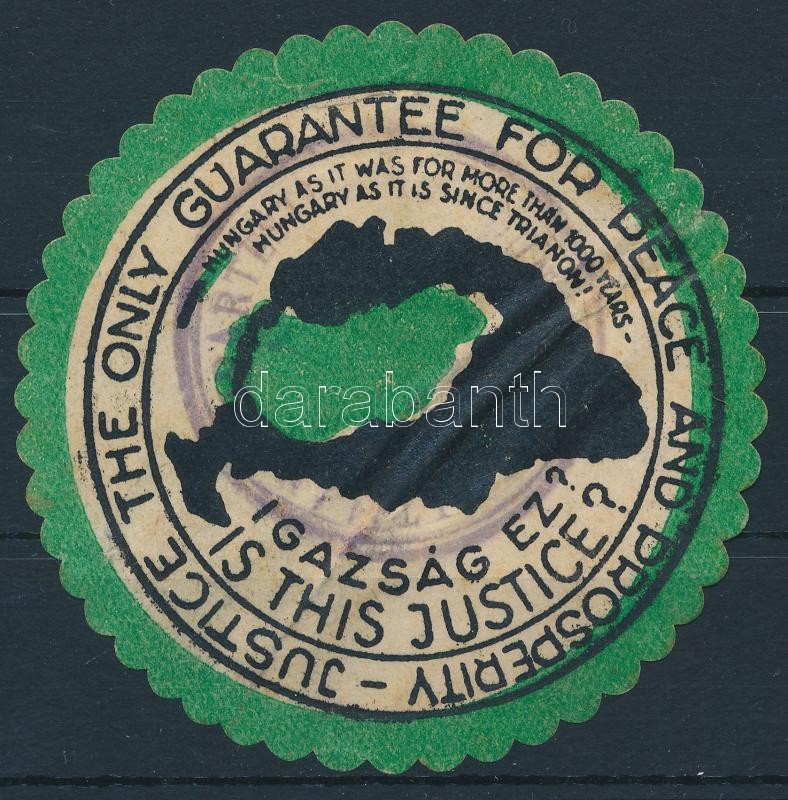 JUSTICE THE ONLY GUARANTEE FOR PEACE AND PROSPERITY –
HUNGARY AS IT WAS FOR MORE THAN 1000 YEARS -
HUNGARY AS IT IS SINCE TRIANON!
darabanth
IGAZSÁG EZ?
IS THIS JUSTICE?